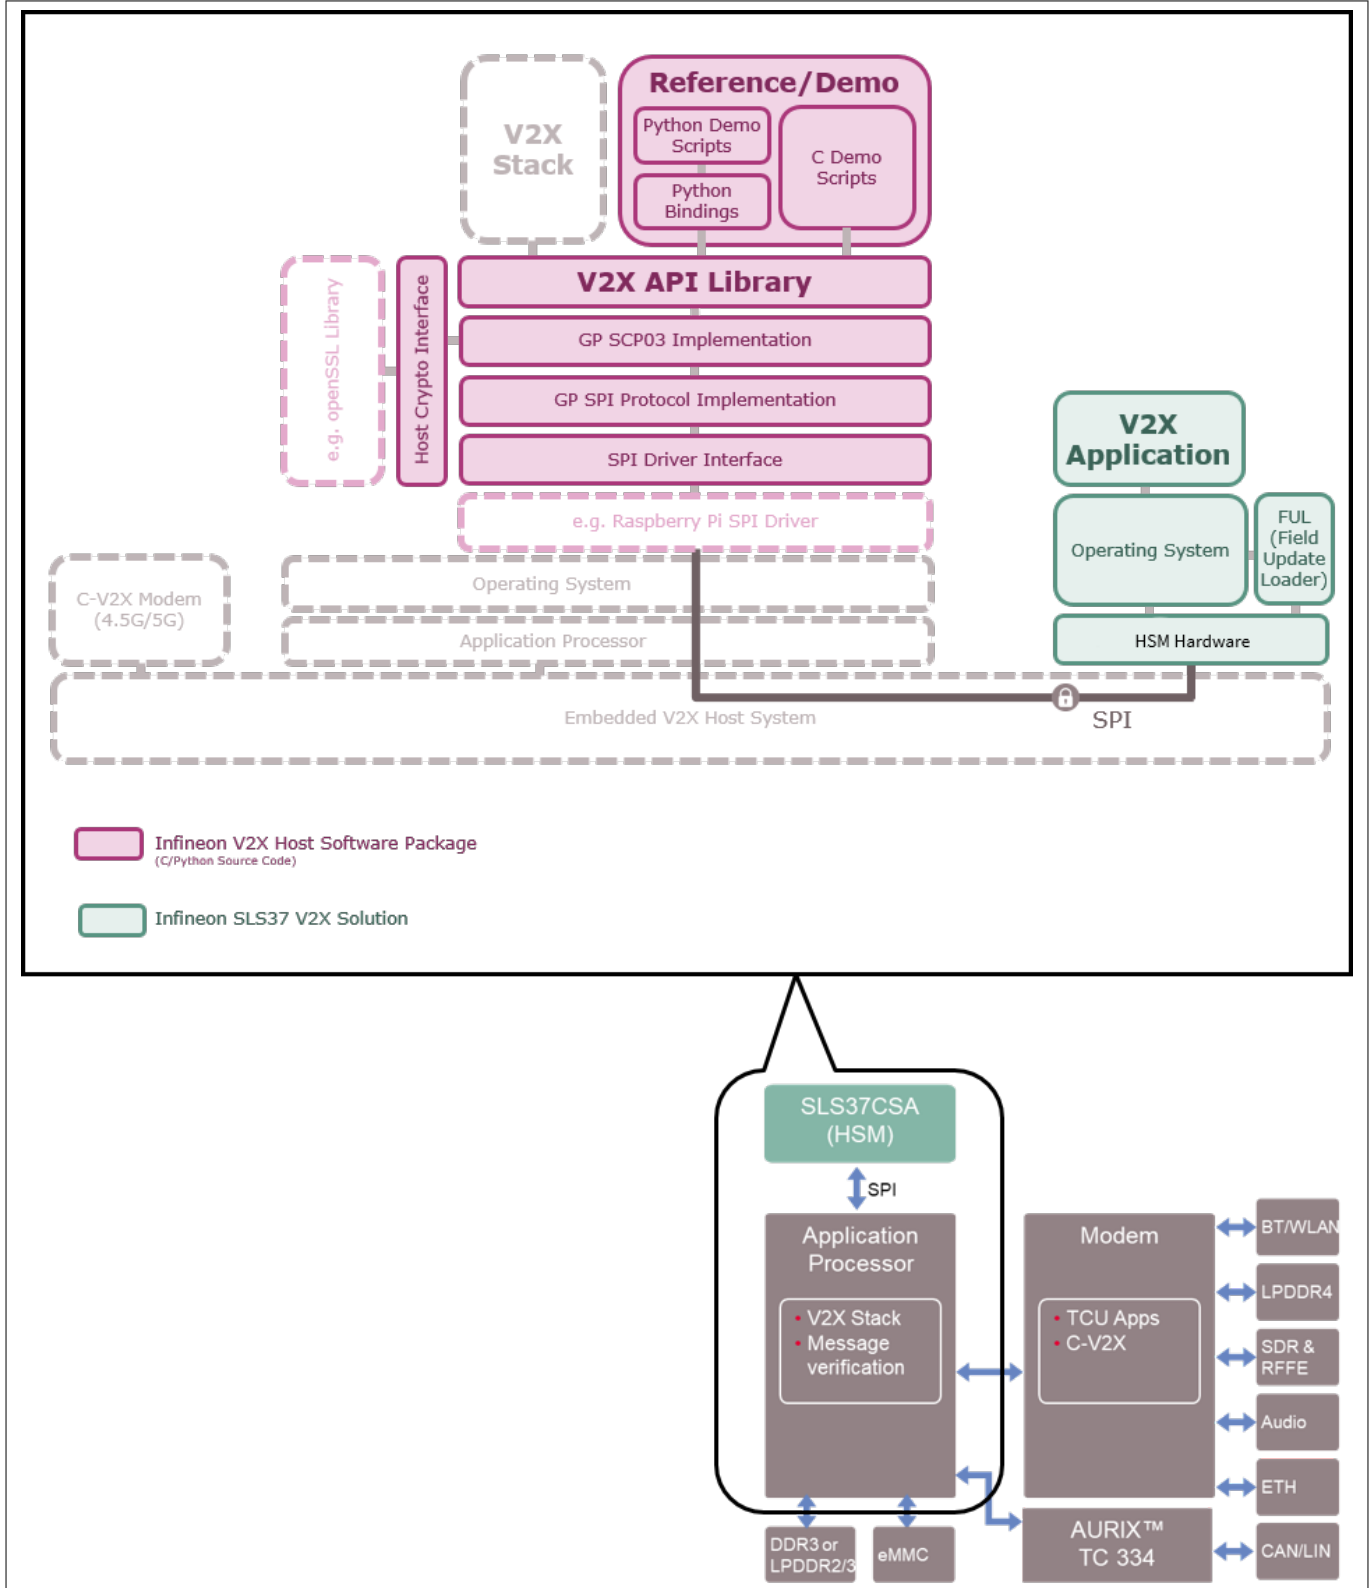 V2X
Stack
Reference/Demo
Python Demo
Scripts
Python
Bindings
C Demo
Scripts
e.g. openSSL Library
Host Crypto Interface
V2X API Library
GP SCP03 Implementation
GP SPI Protocol Implementation
SPI Driver Interface
e.g. Raspberry Pi SPI Driver
V2X
Application
Operating System
FUL
(Field
Update
Loader)
HSM Hardware
C-V2X Modem
(4.5G/5G)
Operating System
Application Processor
Embedded V2X Host System
SPI
Infineon V2X Host Software Package
(C/Python Source Code)
Infineon SLS37 V2X Solution
SLS37CSA
(HSM)
SPI
Application
Processor
• V2X Stack
• Message
verification
Modem
• TCU Apps
• C-V2X
BT/WLAN
LPDDR4
SDR &
RFFE
Audio
ETH
DDR3 or
LPDDR2/3
eMMC
AURIX™
TC 334
CAN/LIN